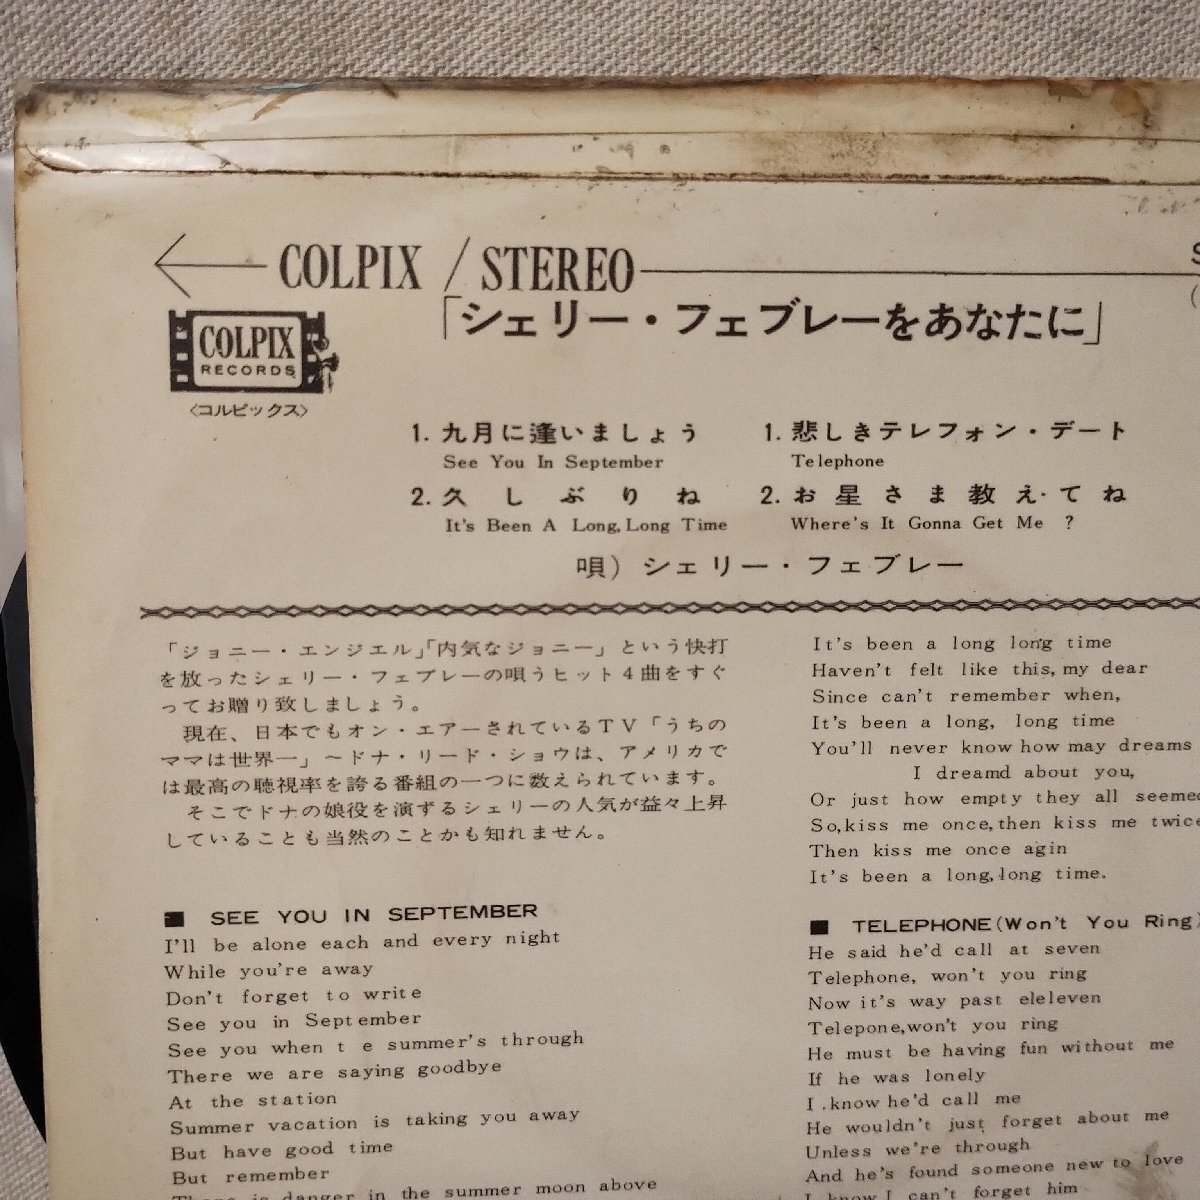 COLPIX / STEREO
「シェリー・フェブレーをあなたに」
COLPIX
RECORDS
〈コルピックス〉
1. 九月に逢いましょう
See You In September
2. 久しぶりね
It's Been A Long, Long Time
1. 悲しきテレフォン・デート
Telephone
2. お星さま教えてね
Where's It Gonna Get Me ?
唄）シェリー・フェブレー
「ジョニー・エンジェル」「内気なジョニー」という快打
を放ったシェリー・フェブレーの唄うヒット4曲をすぐ
ってお贈り致しましょう。
現在、日本でもオン・エアーされているTV「うちの
ママは世界一」～ドナ・リード・ショウは、アメリカで
は最高の聴視率を誇る番組の一つに数えられています。
そこでドナの娘役を演ずるシェリーの人気が益々上昇
していることも当然のことかも知れません。
■ SEE YOU IN SEPTEMBER
I'll be alone each and every night
While you're away
Don't forget to write
See you in September
See you when t e summer's through
There we are saying goodbye
At the station
Summer vacation is taking you away
But have good time
But remember
There is danger in the summer moon above
It's been a long long time
Haven't felt like this, my dear
Since can't remember when,
It's been a long, long time
You'll never know how may dreams
I dreamd about you,
Or just how empty they all seemed
So, kiss me once, then kiss me twice
Then kiss me once agin
It's been a long, long time.
■ TELEPHONE (Won't You Ring)
He said he'd call at seven
Telephone, won't you ring
Now it's way past eleleven
Telepone, won't you ring
He must be having fun without me
If he was lonely
I .know he'd call me
He wouldn't just forget about me
Unless we're through
And he's found someone new to love
I know I can't forget him